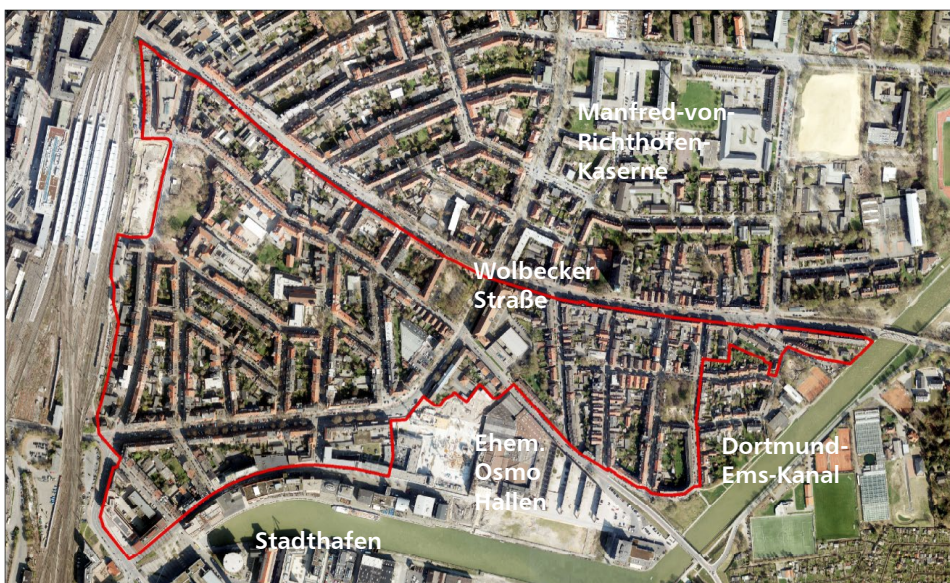 Manfred-von-
Richthofen-
Kaserne
Wolbecker
Straße
Ehem.
Osmo
Hallen
Dortmund-
Ems-Kanal
Stadthafen